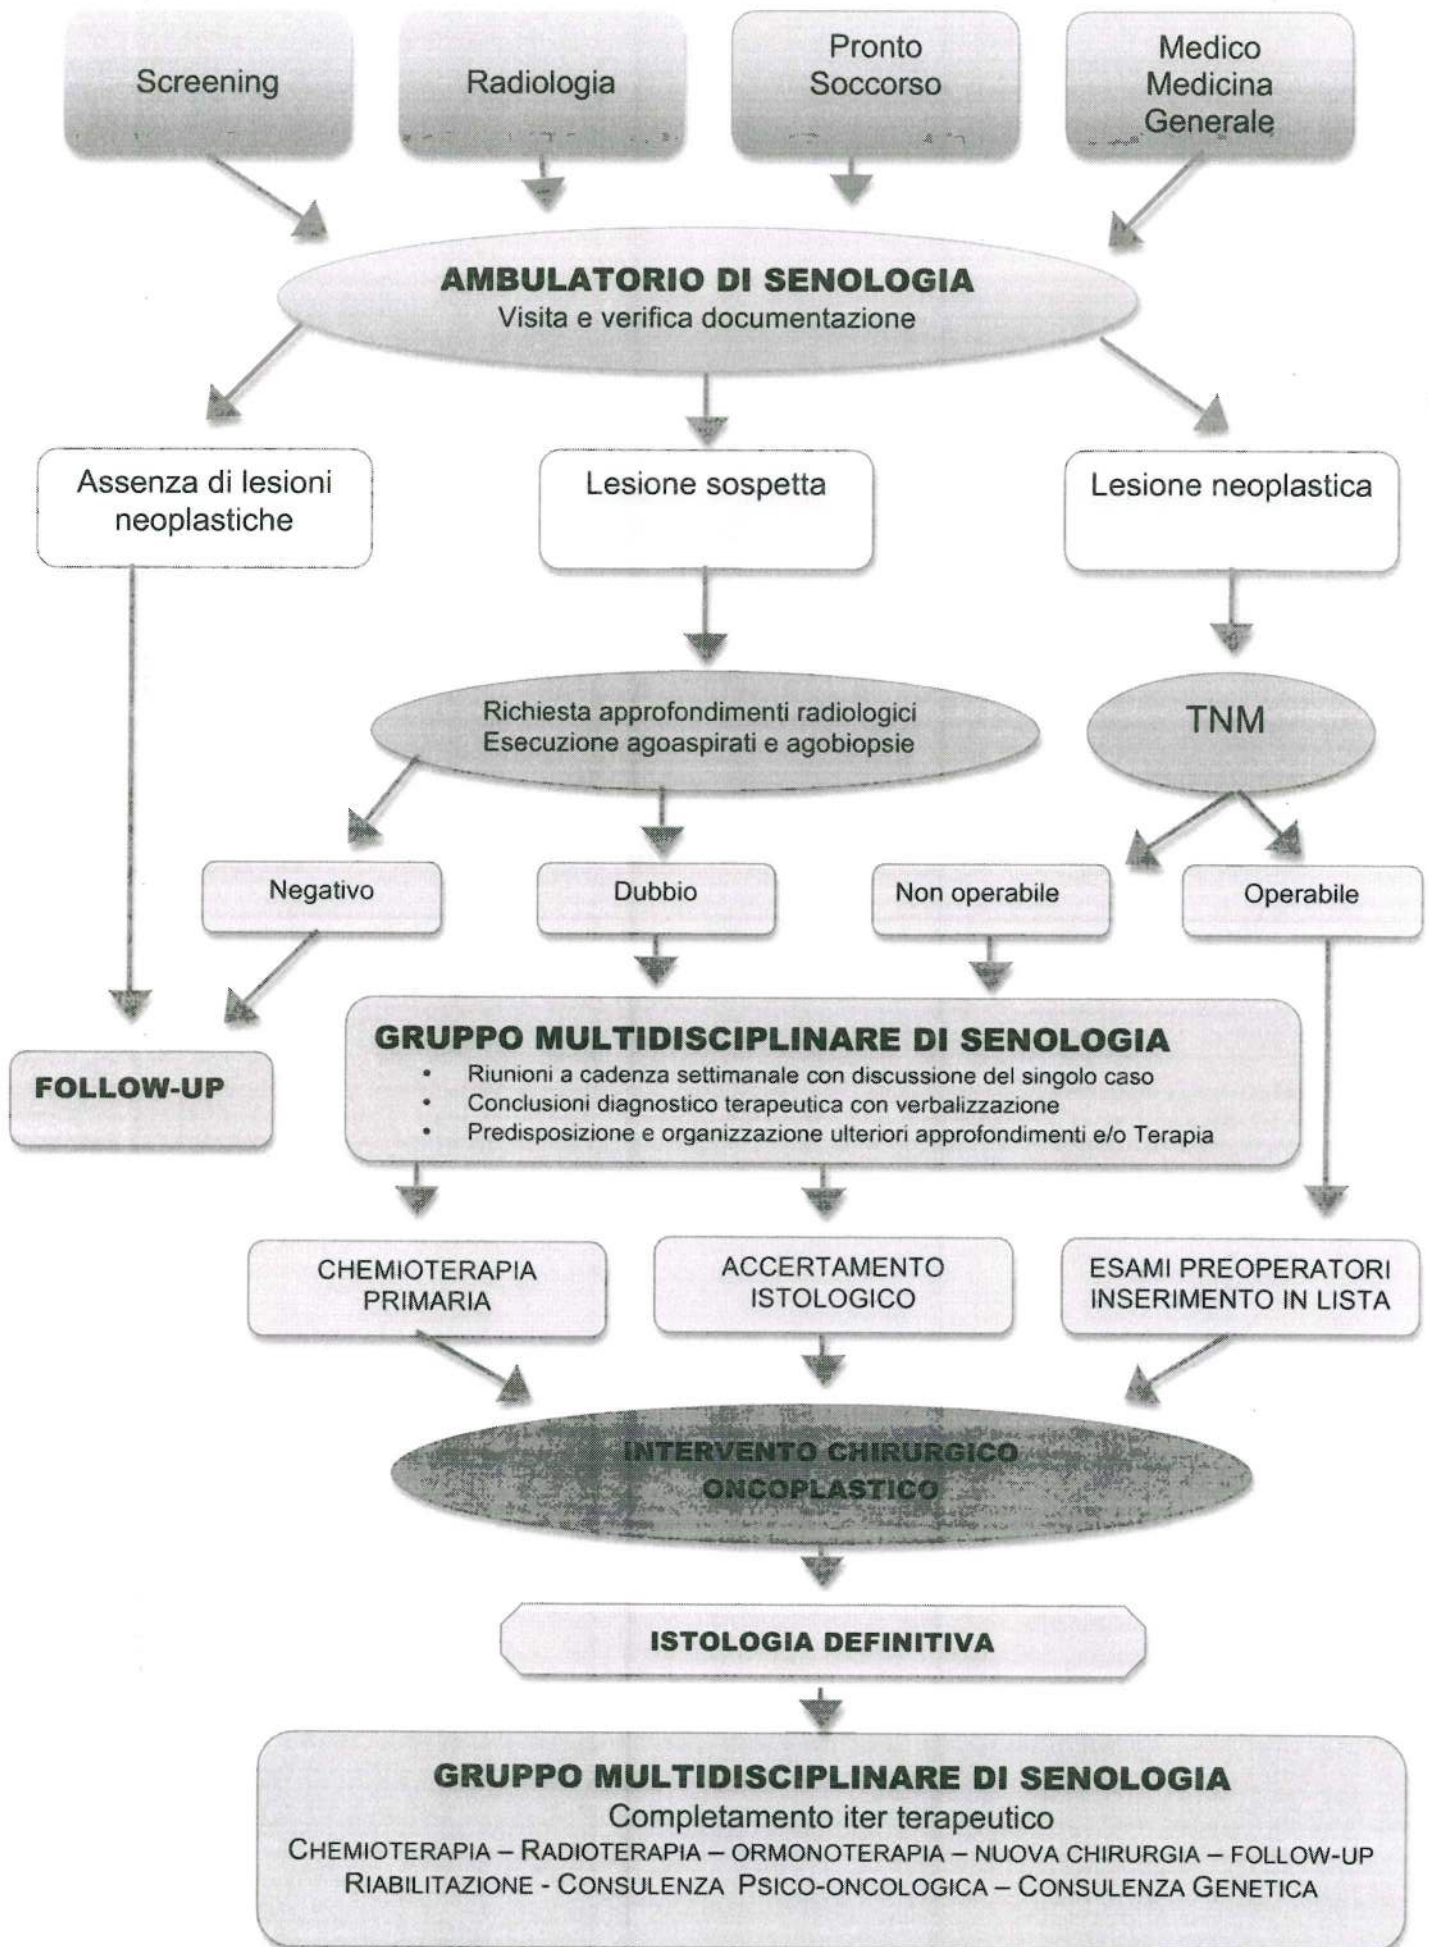 Screening
Radiologia
Pronto
Soccorso
Medico
Medicina
Generale
AMBULATORIO DI SENOLOGIA
Visita e verifica documentazione
Assenza di lesioni
neoplastiche
Lesione sospetta
Lesione neoplastica
Richiesta approfondimenti radiologici
Esecuzione agoaspirati e agobiopsie
TNM
Negativo
Dubbio
Non operabile
Operabile
FOLLOW-UP
GRUPPO MULTIDISCIPLINARE DI SENOLOGIA
• Riunioni a cadenza settimanale con discussione del singolo caso
• Conclusioni diagnostico terapeutica con verbalizzazione
• Predisposizione e organizzazione ulteriori approfondimenti e/o Terapia
CHEMIOTERAPIA
PRIMARIA
ACCERTAMENTO
ISTOLOGICO
ESAMI PREOPERATORI
INSERIMENTO IN LISTA
INTERVENTO CHIRURGICO
ONCOPLASTICO
ISTOLOGIA DEFINITIVA
GRUPPO MULTIDISCIPLINARE DI SENOLOGIA
Completamento iter terapeutico
CHEMIOTERAPIA – RADIOTERAPIA – ORMONOTERAPIA – NUOVA CHIRURGIA – FOLLOW-UP
RIABILITAZIONE - CONSULENZA PSICO-ONCOLOGICA – CONSULENZA GENETICA